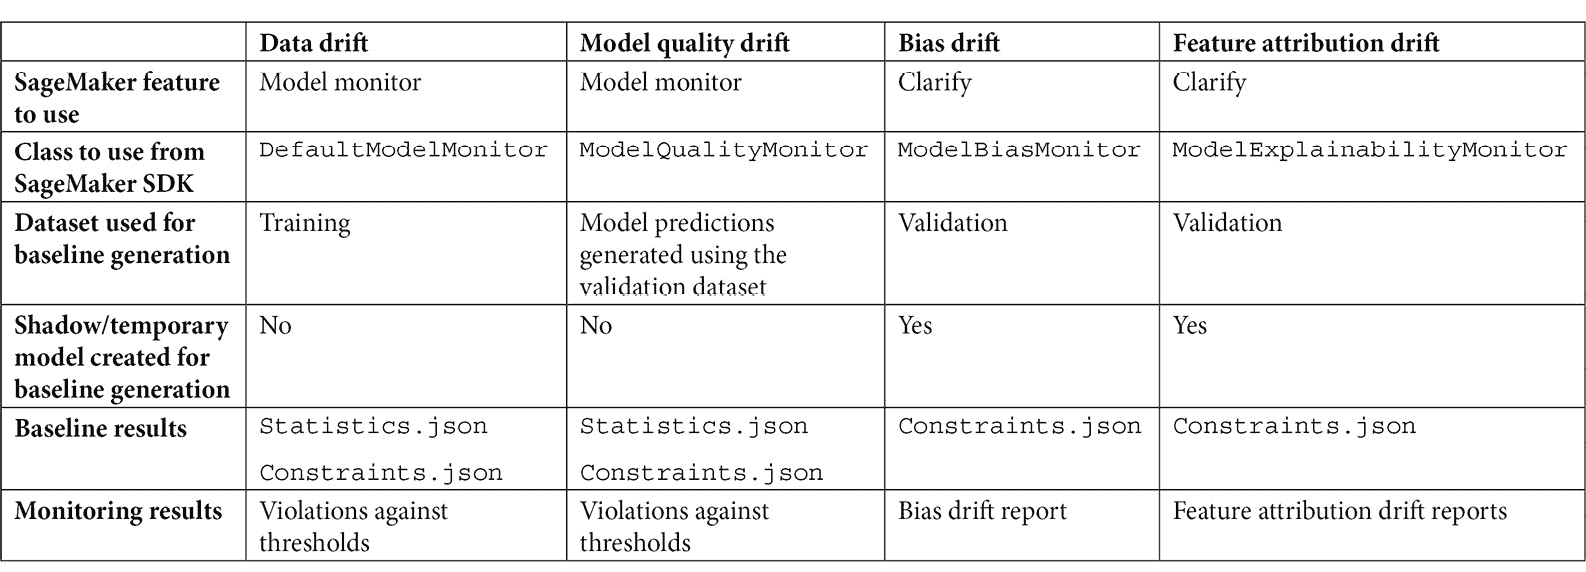 Data drift Model quality drift Bias drift Feature attribution drift
SageMaker feature to use Model monitor Model monitor Clarify Clarify
Class to use from SageMaker SDK DefaultModelMonitor ModelQualityMonitor ModelBiasMonitor ModelExplainabilityMonitor
Dataset used for baseline generation Training Model predictions generated using the validation dataset Validation Validation
Shadow/temporary model created for baseline generation No No Yes Yes
Baseline results Statistics.json Constraints.json Statistics.json Constraints.json Constraints.json Constraints.json
Monitoring results Violations against thresholds Violations against thresholds Bias drift report Feature attribution drift reports